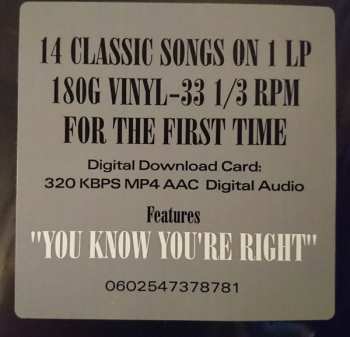 14 CLASSIC SONGS ON 1 LP
180G VINYL-33 1/3 RPM
FOR THE FIRST TIME
Digital Download Card:
320 KBPS MP4 AAC Digital Audio
Features
"YOU KNOW YOU'RE RIGHT"
0602547378781